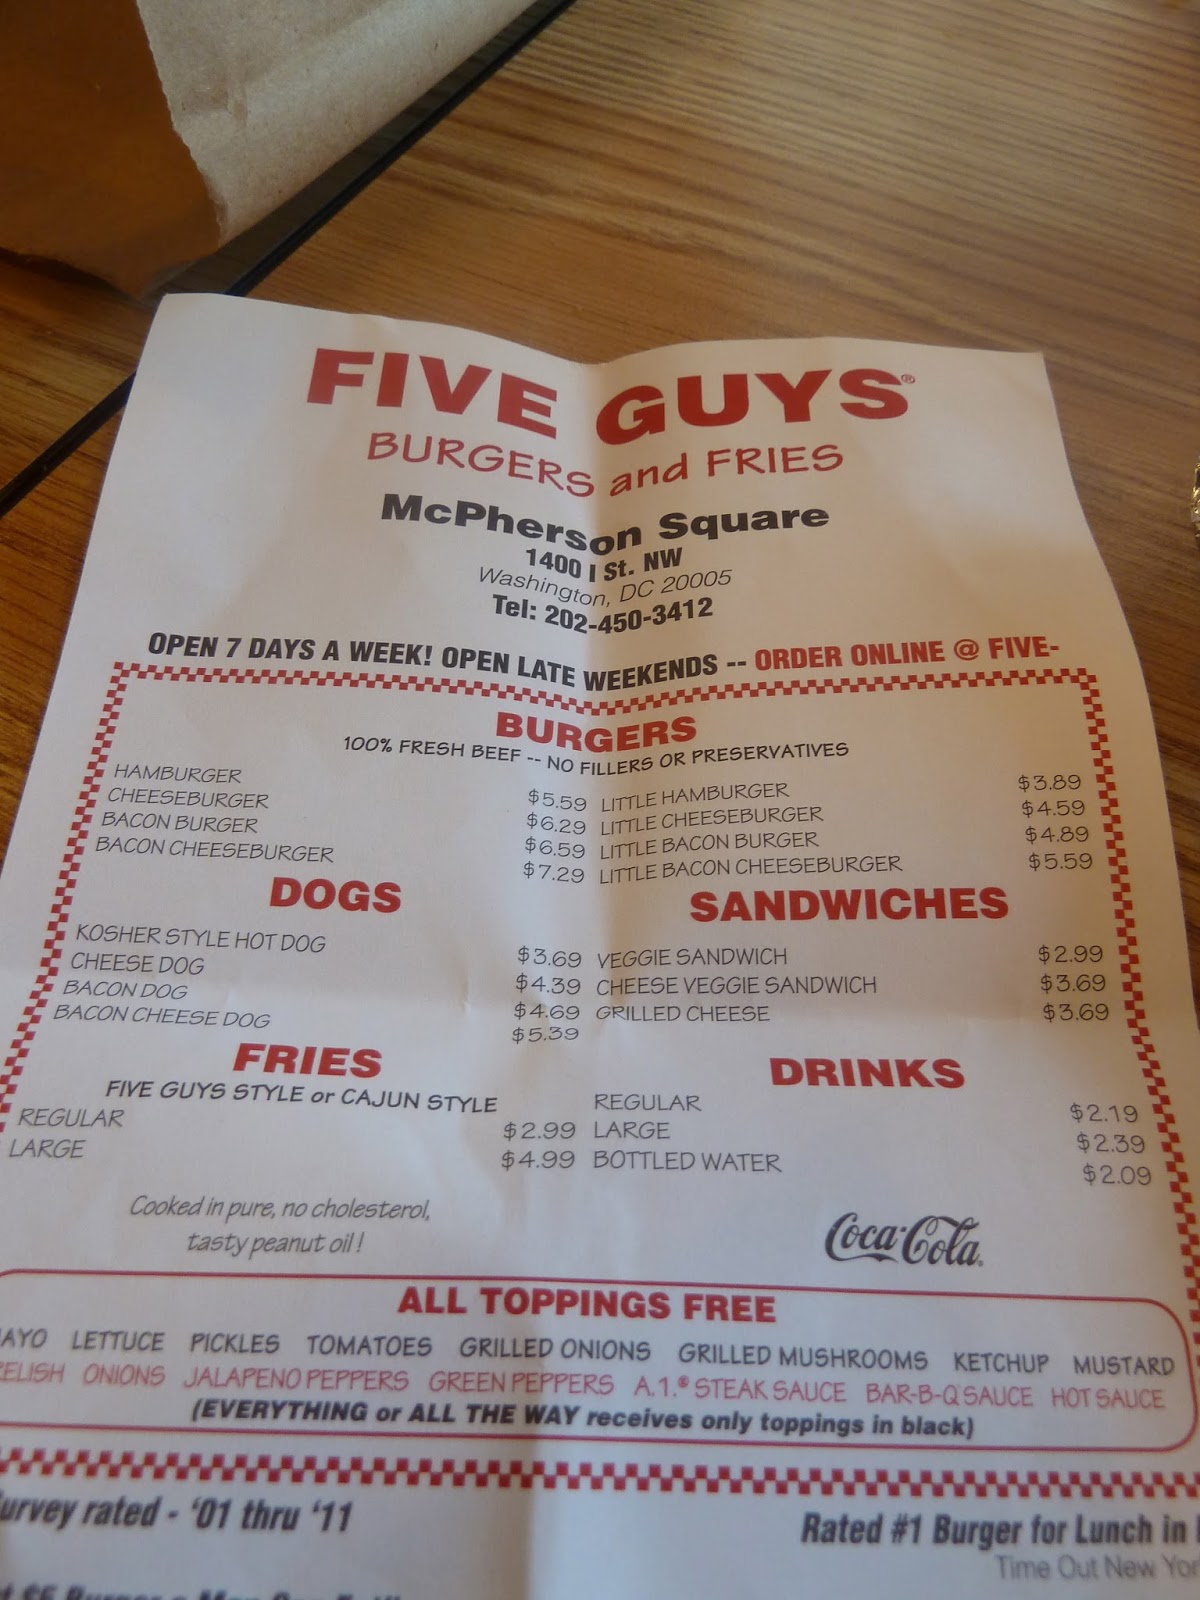 FIVE GUYS®
BURGERS and FRIES
McPherson Square
1400 I St. NW
Washington, DC 20005
Tel: 202-450-3412
OPEN 7 DAYS A WEEK! OPEN LATE WEEKENDS -- ORDER ONLINE @ FIVE-
BURGERS
100% FRESH BEEF -- NO FILLERS OR PRESERVATIVES
HAMBURGER $5.59
CHEESEBURGER $6.29
BACON BURGER $6.59
BACON CHEESEBURGER $7.29
LITTLE HAMBURGER $3.89
LITTLE CHEESEBURGER $4.59
LITTLE BACON BURGER $4.89
LITTLE BACON CHEESEBURGER $5.59
DOGS
KOSHER STYLE HOT DOG $3.69
CHEESE DOG $4.39
BACON DOG $4.69
BACON CHEESE DOG $5.39
SANDWICHES
VEGGIE SANDWICH $2.99
CHEESE VEGGIE SANDWICH $3.69
GRILLED CHEESE $3.69
FRIES
FIVE GUYS STYLE or CAJUN STYLE
REGULAR $2.99
LARGE $4.99
Cooked in pure, no cholesterol,
tasty peanut oil!
DRINKS
REGULAR $2.19
LARGE $2.39
BOTTLED WATER $2.09
Coca-Cola®
ALL TOPPINGS FREE
AYO LETTUCE PICKLES TOMATOES GRILLED ONIONS GRILLED MUSHROOMS KETCHUP MUSTARD
ELISH ONIONS JALAPENO PEPPERS GREEN PEPPERS A.1.® STEAK SAUCE BAR-B-Q SAUCE HOT SAUCE
(EVERYTHING or ALL THE WAY receives only toppings in black)
urvey rated - '01 thru '11
Rated #1 Burger for Lunch in
Time Out New Yor